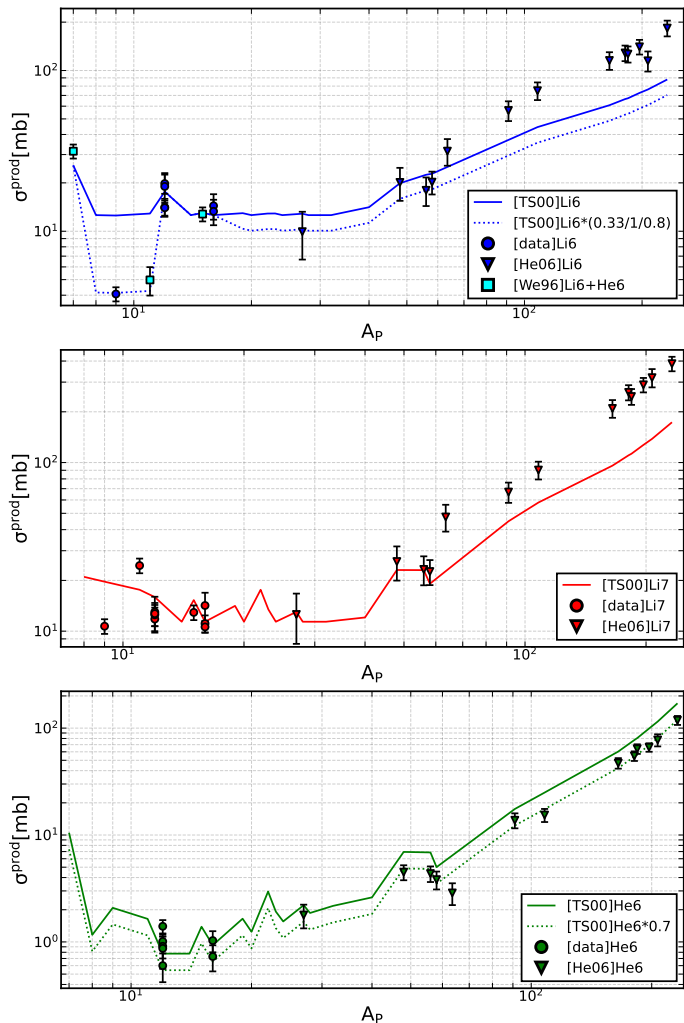 σ^prod[mb]
10²
10¹
10¹
10²
A_P
[TS00]Li6
[TS00]Li6*(0.33/1/0.8)
[data]Li6
[He06]Li6
[We96]Li6+He6
σ^prod[mb]
10²
10¹
10¹
10²
A_P
[TS00]Li7
[data]Li7
[He06]Li7
σ^prod[mb]
10²
10¹
10⁰
10¹
10²
A_P
[TS00]He6
[TS00]He6*0.7
[data]He6
[He06]He6